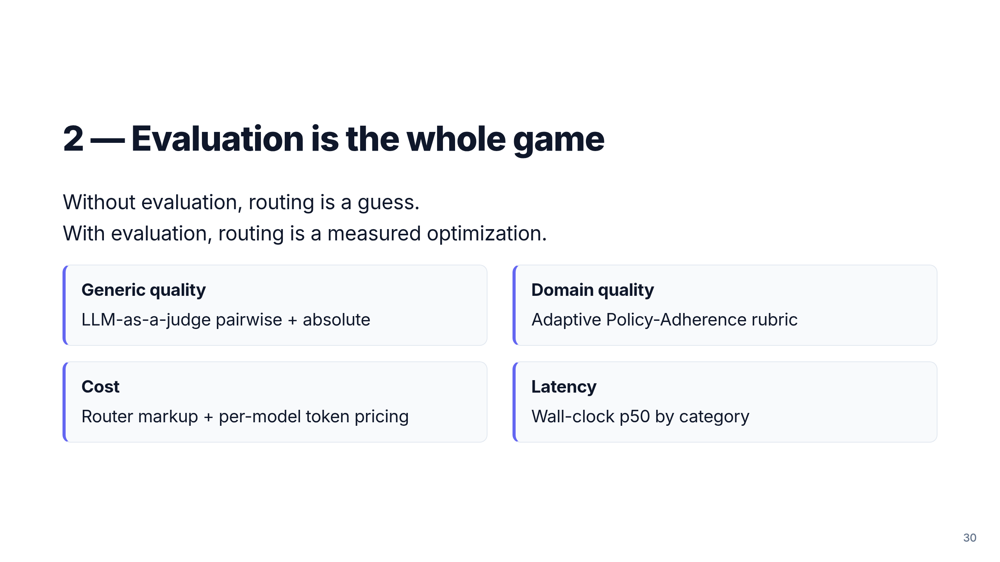 2 — Evaluation is the whole game
Without evaluation, routing is a guess.
With evaluation, routing is a measured optimization.
Generic quality
LLM-as-a-judge pairwise + absolute
Domain quality
Adaptive Policy-Adherence rubric
Cost
Router markup + per-model token pricing
Latency
Wall-clock p50 by category
30